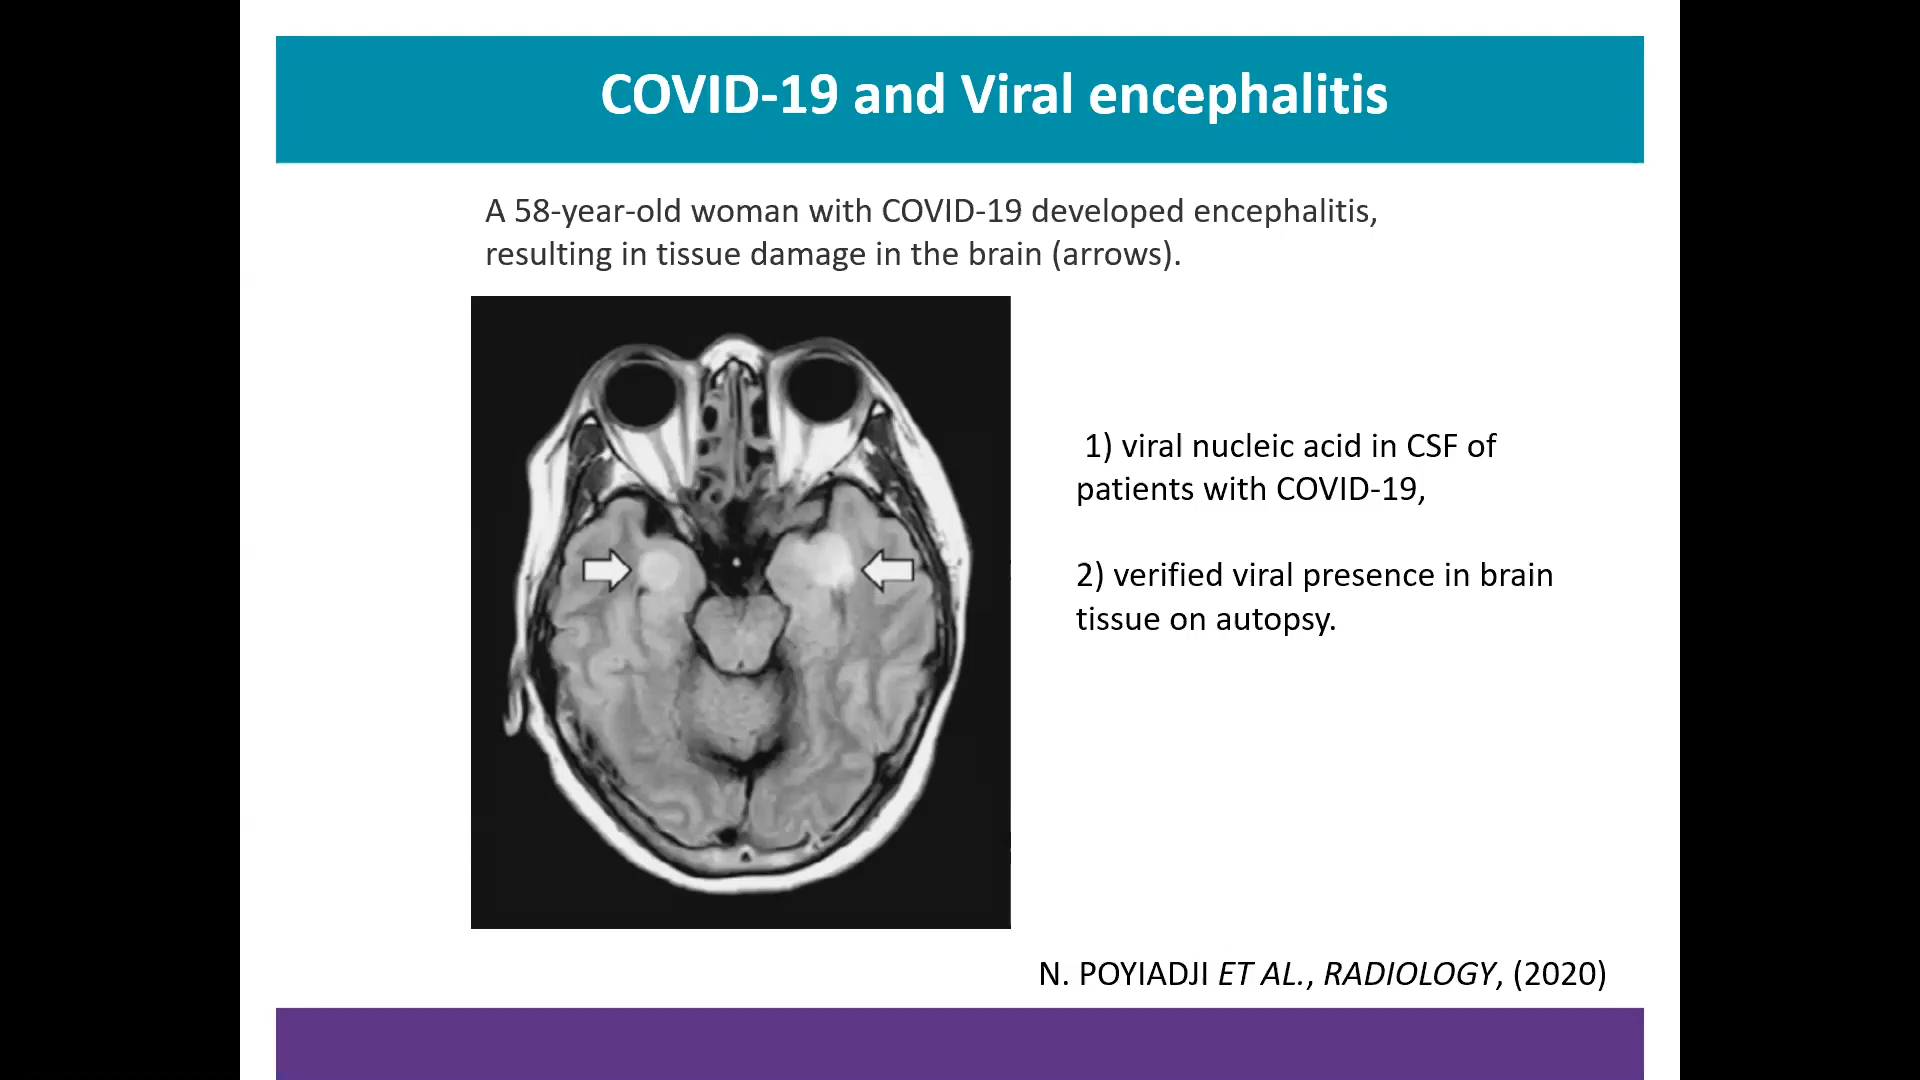 COVID-19 and Viral encephalitis
A 58-year-old woman with COVID-19 developed encephalitis,
resulting in tissue damage in the brain (arrows).
1) viral nucleic acid in CSF of
patients with COVID-19,
2) verified viral presence in brain
tissue on autopsy.
N. POYIADJI ET AL., RADIOLOGY, (2020)